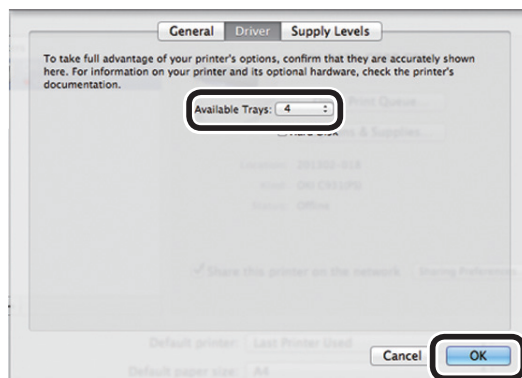 General Driver Supply Levels
To take full advantage of your printer's options, confirm that they are accurately shown
here. For information on your printer and its optional hardware, check the printer's
documentation.
Print Queue...
Available Trays: 4
Hard Disk & Supplies...
Location:
Kind: OKI
Status: Offline
Share this printer on the network Sharing Preferences
Default printer: Last Printer Used
Cancel OK
Default paper size: A4